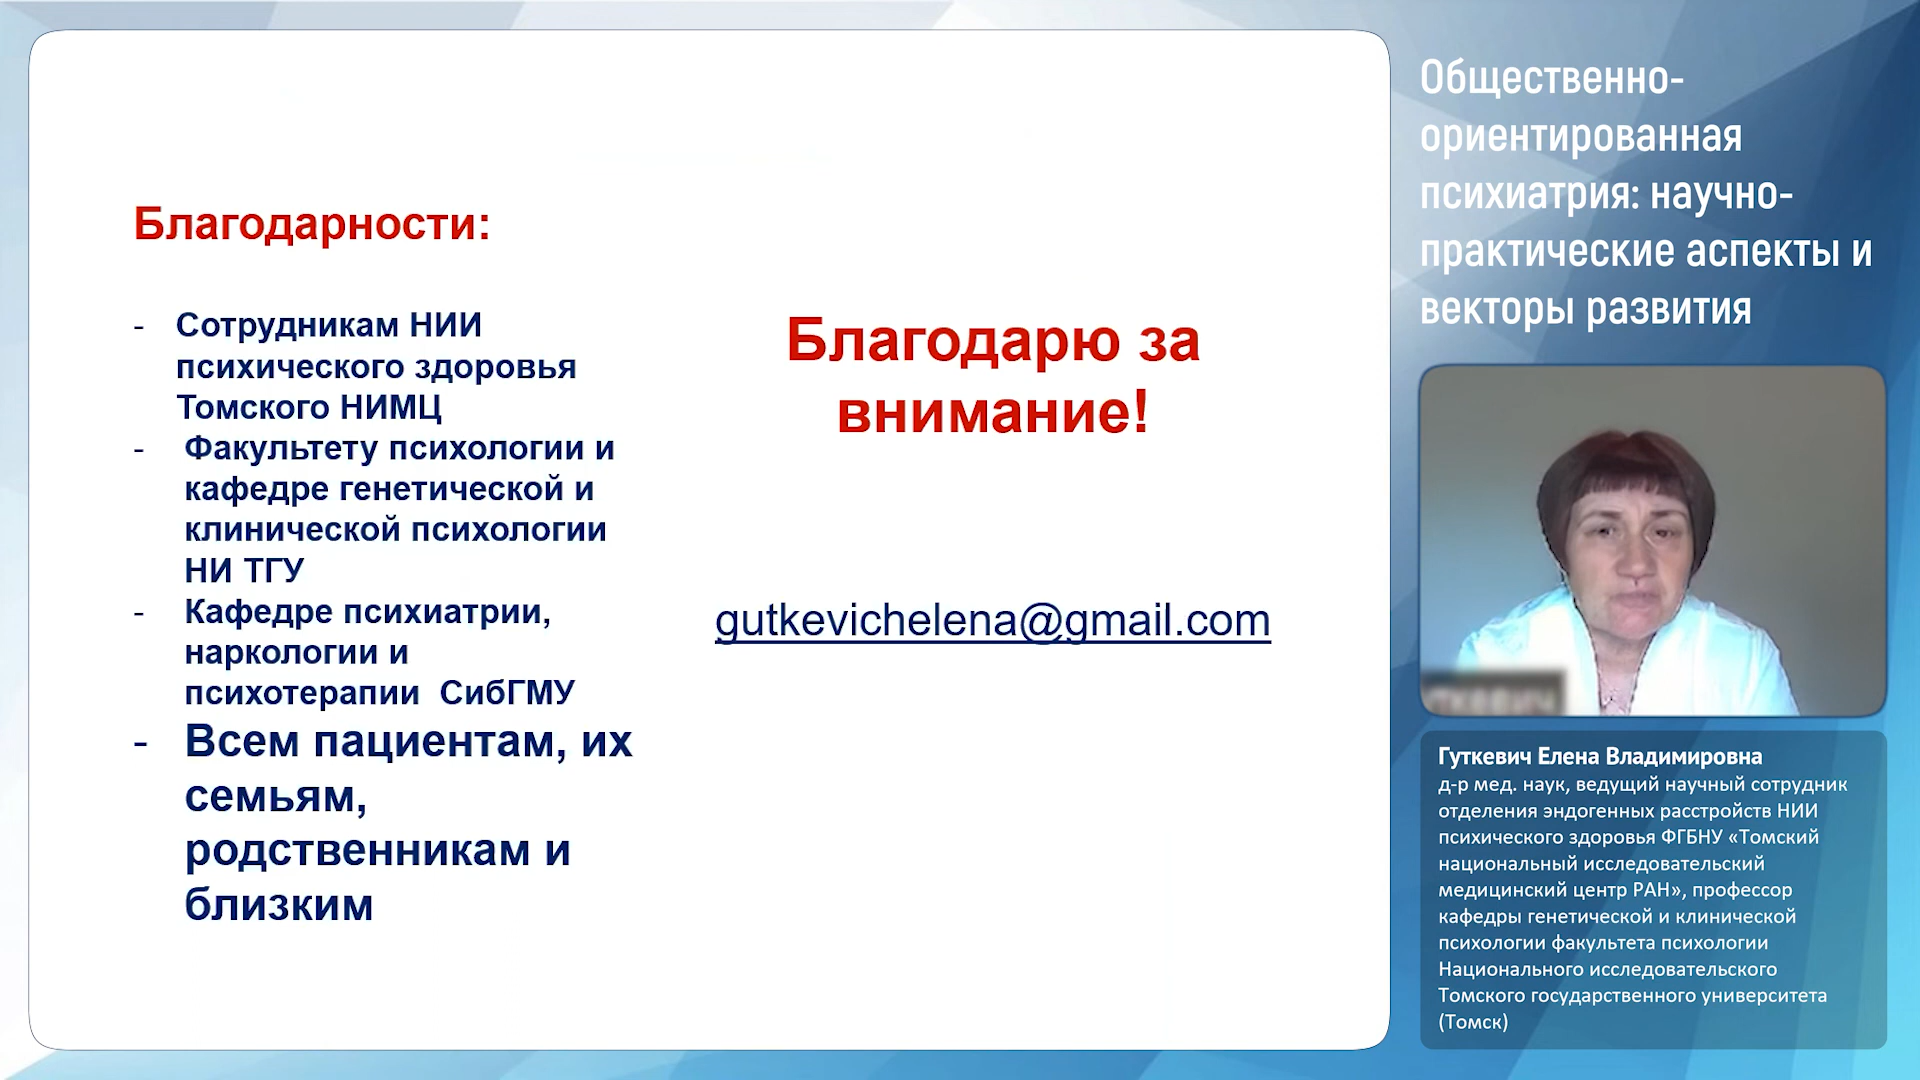 Благодарности:
- Сотрудникам НИИ
психического здоровья
Томского НИМЦ
- Факультету психологии и
кафедре генетической и
клинической психологии
НИ ТГУ
- Кафедре психиатрии,
наркологии и
психотерапии СибГМУ
- Всем пациентам, их
семьям,
родственникам и
близким
Благодарю за
внимание!
gutkevichelena@gmail.com
Общественно-
ориентированная
психиатрия: научно-
практические аспекты и
векторы развития
Гуткевич Елена Владимировна
д-р мед. наук, ведущий научный сотрудник
отделения эндогенных расстройств НИИ
психического здоровья ФГБНУ «Томский
национальный исследовательский
медицинский центр РАН», профессор
кафедры генетической и клинической
психологии факультета психологии
Национального исследовательского
Томского государственного университета
(Томск)